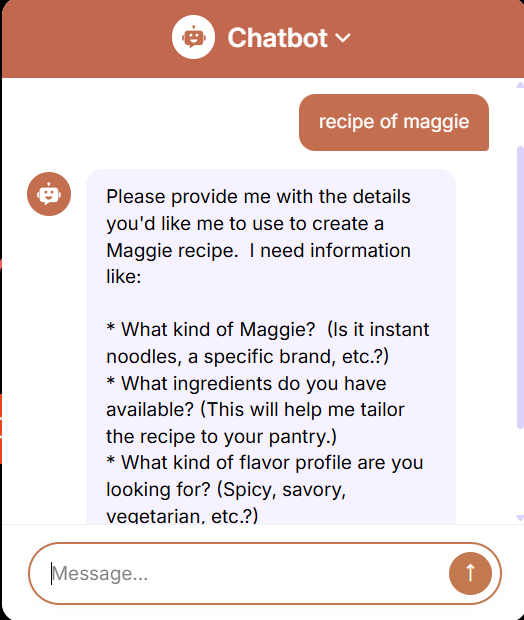 Chatbot
recipe of maggie
Please provide me with the details
you'd like me to use to create a
Maggie recipe.  I need information
like:
* What kind of Maggie?  (Is it instant
noodles, a specific brand, etc.?)
* What ingredients do you have
available? (This will help me tailor
the recipe to your pantry.)
* What kind of flavor profile are you
looking for? (Spicy, savory,
vegetarian, etc.?)
Message...